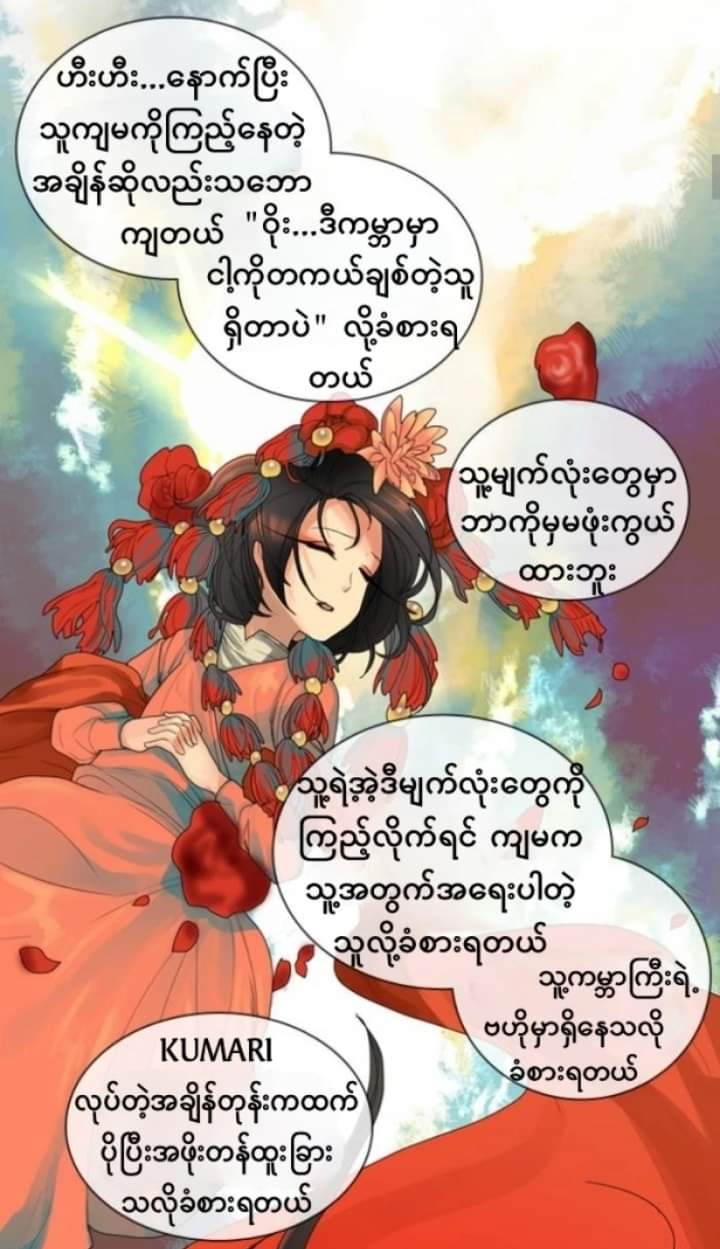 ဟီးဟီး...နောက်ပြီး
သူကျမကိုကြည့်နေတဲ့
အချိန်ဆိုလည်းသဘော
ကျတယ်
"ဝိုး...ဒီကမ္ဘာမှာ
ငါ့ကိုတကယ်ချစ်တဲ့သူ
ရှိတာပဲ" လို့ခံစားရ
တယ်
သူ့မျက်လုံးတွေမှာ
ဘာကိုမှမဖုံးကွယ်
ထားဘူး
သူ့ရဲ့အဲ့ဒီမျက်လုံးတွေကို
ကြည့်လိုက်ရင် ကျမက
သူ့အတွက်အရေးပါတဲ့
သူလို့ခံစားရတယ်
သူ့ကမ္ဘာကြီးရဲ့
ဗဟိုမှာရှိနေသလို
ခံစားရတယ်
KUMARI
လုပ်တဲ့အချိန်တုန်းကထက်
ပိုပြီးအဖိုးတန်ထူးခြား
သလိုခံစားရတယ်